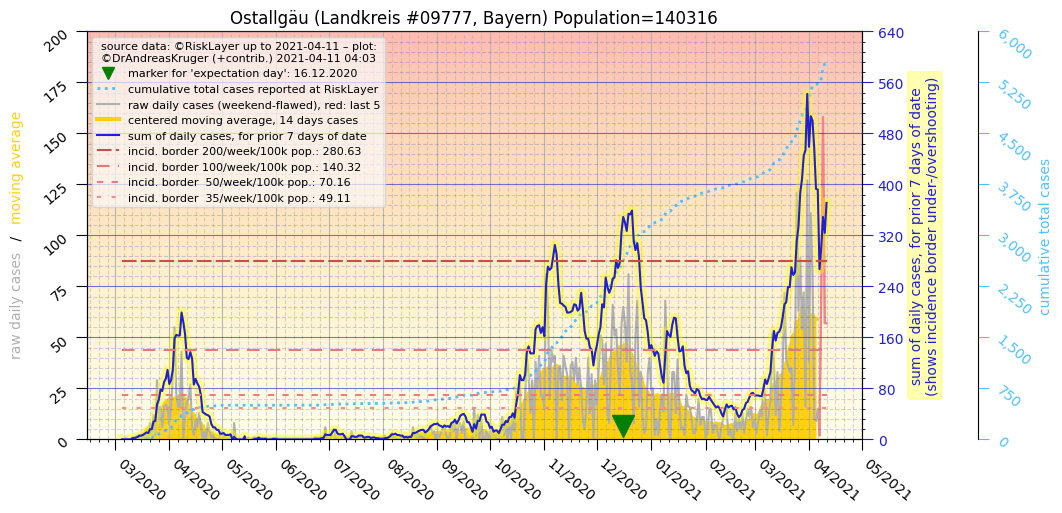 Ostallgäu (Landkreis #09777, Bayern) Population=140316
source data: ©RiskLayer up to 2021-04-11 – plot:
©DrAndreasKruger (+contrib.) 2021-04-11 04:03
marker for 'expectation day': 16.12.2020
cumulative total cases reported at RiskLayer
raw daily cases (weekend-flawed), red: last 5
centered moving average, 14 days cases
sum of daily cases, for prior 7 days of date
incid. border 200/week/100k pop.: 280.63
incid. border 100/week/100k pop.: 140.32
incid. border  50/week/100k pop.: 70.16
incid. border  35/week/100k pop.: 49.11
raw daily cases / moving average
200
175
150
125
100
75
50
25
0
640
560
480
400
320
240
160
80
0
sum of daily cases, for prior 7 days of date
(shows incidence border under-/overshooting)
6,000
5,250
4,500
3,750
3,000
2,250
1,500
750
0
cumulative total cases
03/2020
04/2020
05/2020
06/2020
07/2020
08/2020
09/2020
10/2020
11/2020
12/2020
01/2021
02/2021
03/2021
04/2021
05/2021